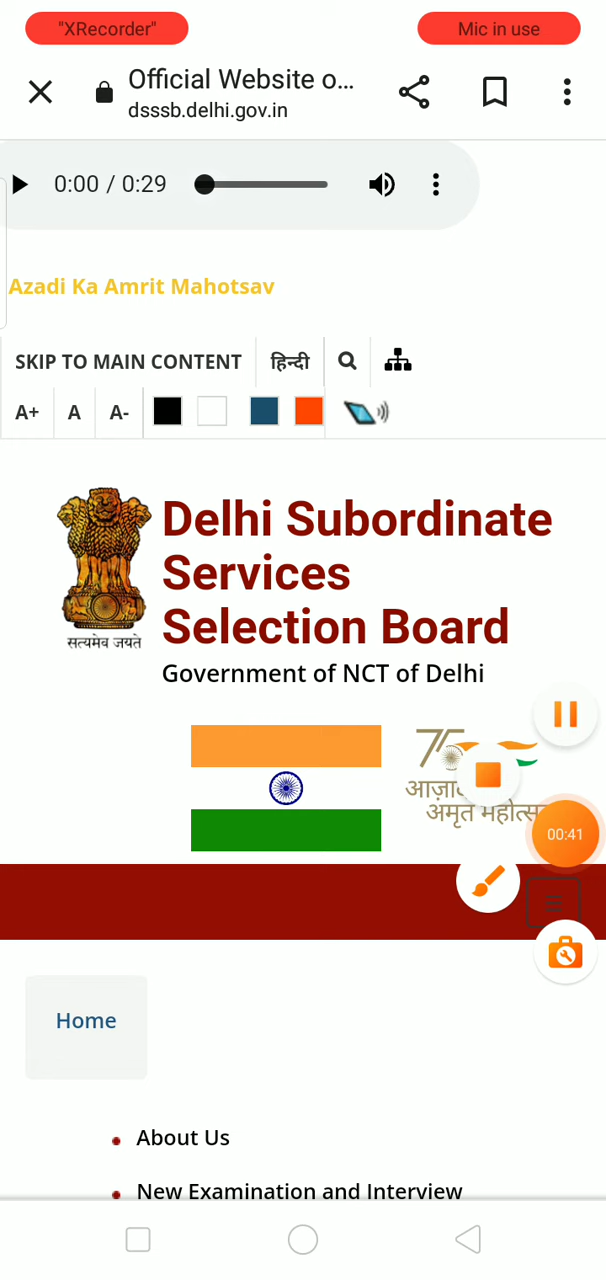 "XRecorder"
Mic in use
Official Website o...
dsssb.delhi.gov.in
0:00 / 0:29
Azadi Ka Amrit Mahotsav
SKIP TO MAIN CONTENT
हिन्दी
A+
A
A-
Delhi Subordinate
Services
Selection Board
सत्यमेव जयते
Government of NCT of Delhi
75
अमृत
00:41
Home
About Us
New Examination and Interview